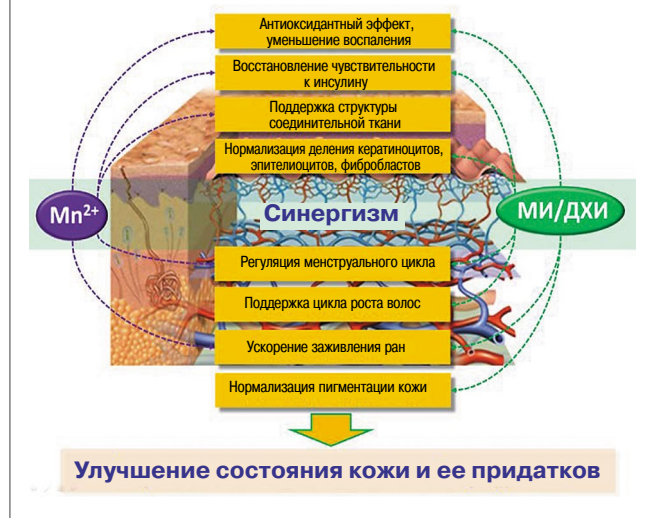 Антиоксидантный эффект,
уменьшение воспаления
Восстановление чувствительности
к инсулину
Поддержка структуры
соединительной ткани
Нормализация деления кератиноцитов,
эпителиоцитов, фибробластов
Mn²⁺
Синергизм
МИ/ДХИ
Регуляция менструального цикла
Поддержка цикла роста волос
Ускорение заживления ран
Нормализация пигментации кожи
Улучшение состояния кожи и ее придатков